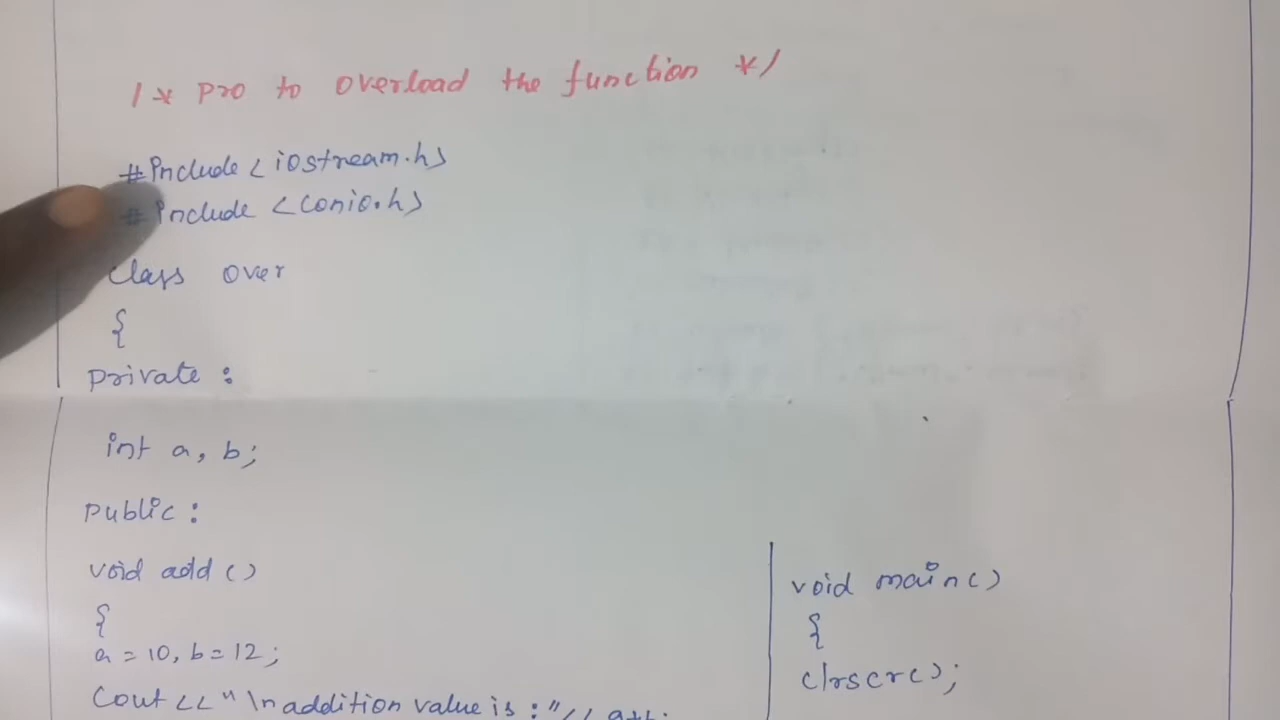 /* pro to overload the function */
#include <iostream.h>
#include <conio.h>
class over
{
private :
int a, b;
public :
void add ()
{
a = 10, b = 12;
cout << "\n addition value is : " <<
void main()
{
clrscr();